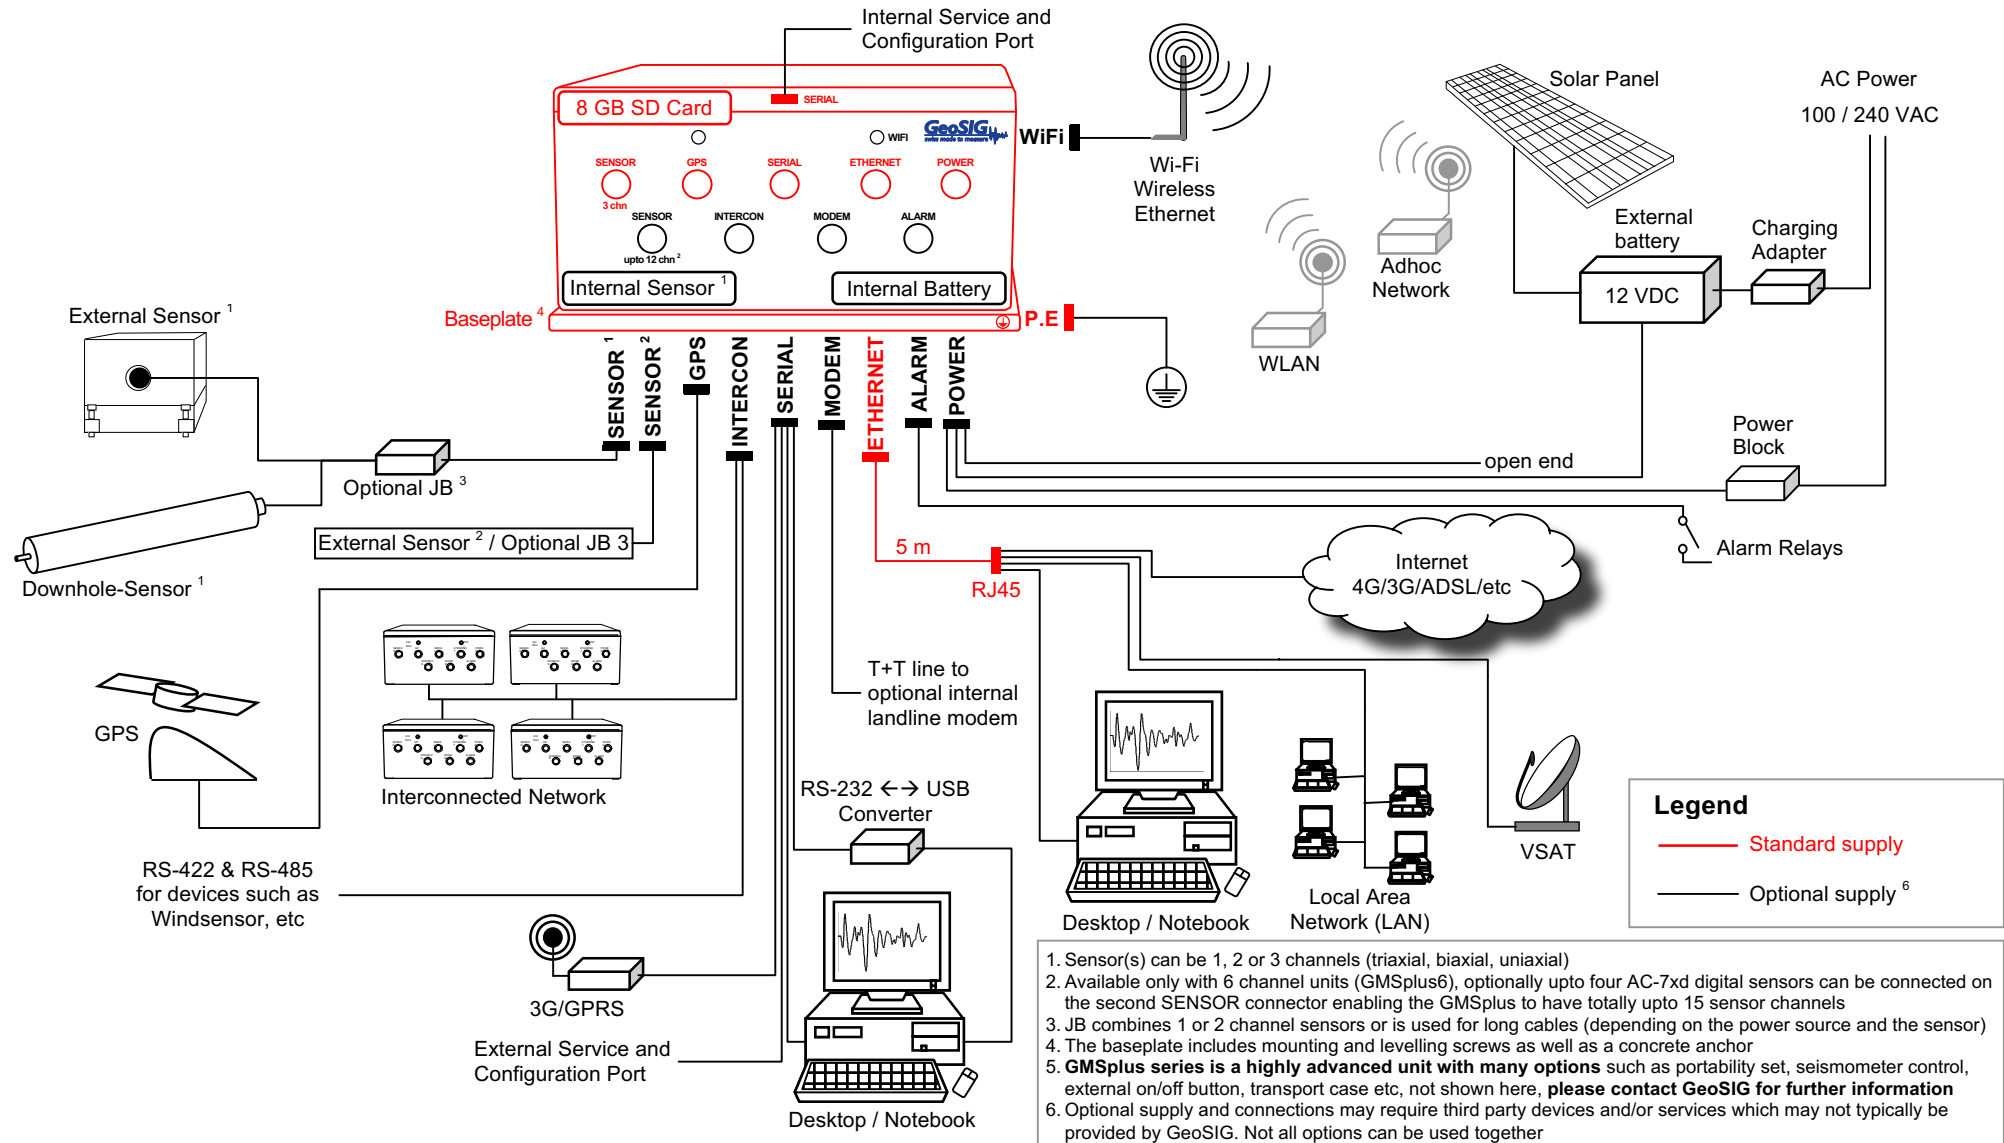 Internal Service and
Configuration Port
8 GB SD Card
SERIAL
WIFI
GeoSIG
swiss made to measure
SENSOR
GPS
SERIAL
ETHERNET
POWER
3 chn
SENSOR
INTERCON
MODEM
ALARM
upto 12 chn 2
Internal Sensor 1
Internal Battery
Baseplate 4
P.E
WiFi
Wi-Fi
Wireless
Ethernet
Adhoc
Network
WLAN
Solar Panel
AC Power
100 / 240 VAC
External
battery
12 VDC
Charging
Adapter
Power
Block
open end
Alarm Relays
SENSOR 1
SENSOR 2
GPS
INTERCON
SERIAL
MODEM
ETHERNET
ALARM
POWER
External Sensor 1
Optional JB 3
External Sensor 2 / Optional JB 3
Downhole-Sensor 1
GPS
Interconnected Network
RS-422 & RS-485
for devices such as
Windsensor, etc
3G/GPRS
External Service and
Configuration Port
T+T line to
optional internal
landline modem
RS-232 ←→ USB
Converter
Desktop / Notebook
5 m
RJ45
Internet
4G/3G/ADSL/etc
Desktop / Notebook
Local Area
Network (LAN)
VSAT
Legend
Standard supply
Optional supply 6
1. Sensor(s) can be 1, 2 or 3 channels (triaxial, biaxial, uniaxial)
2. Available only with 6 channel units (GMSplus6), optionally upto four AC-7xd digital sensors can be connected on
the second SENSOR connector enabling the GMSplus to have totally upto 15 sensor channels
3. JB combines 1 or 2 channel sensors or is used for long cables (depending on the power source and the sensor)
4. The baseplate includes mounting and levelling screws as well as a concrete anchor
5. GMSplus series is a highly advanced unit with many options such as portability set, seismometer control,
external on/off button, transport case etc, not shown here, please contact GeoSIG for further information
6. Optional supply and connections may require third party devices and/or services which may not typically be
provided by GeoSIG. Not all options can be used together